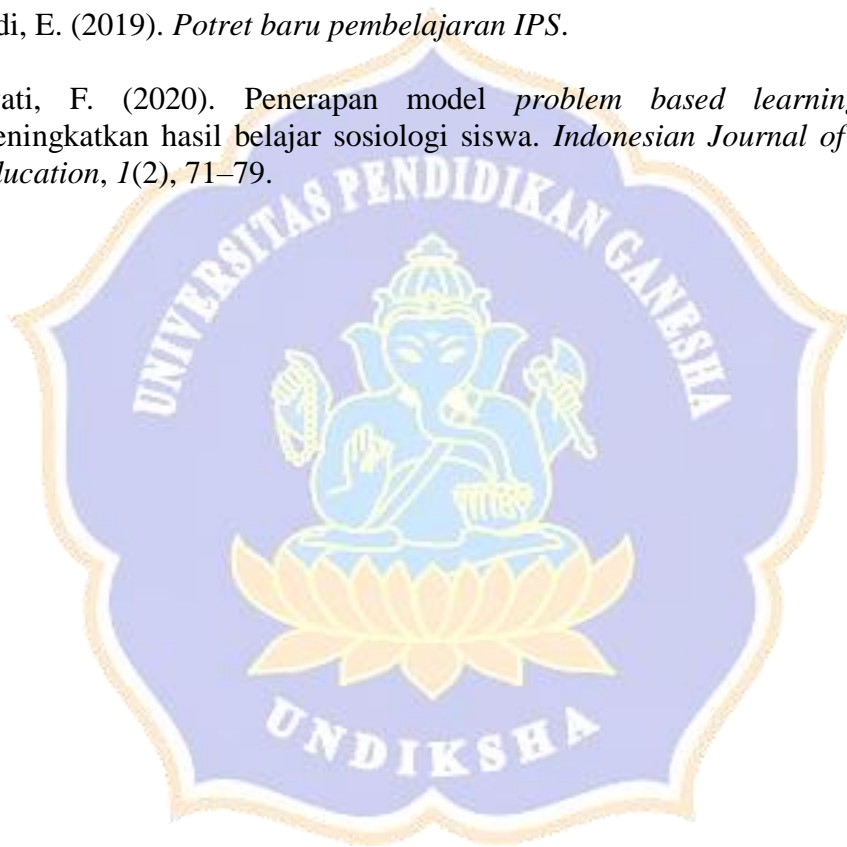 di, E. (2019). Potret baru pembelajaran IPS.
ati, F. (2020). Penerapan model problem based learning
eningkatkan hasil belajar sosiologi siswa. Indonesian Journal of
ducation, 1(2), 71–79.
UNIVERSITAS PENDIDIKAN GANESHA
UNDIKSHA